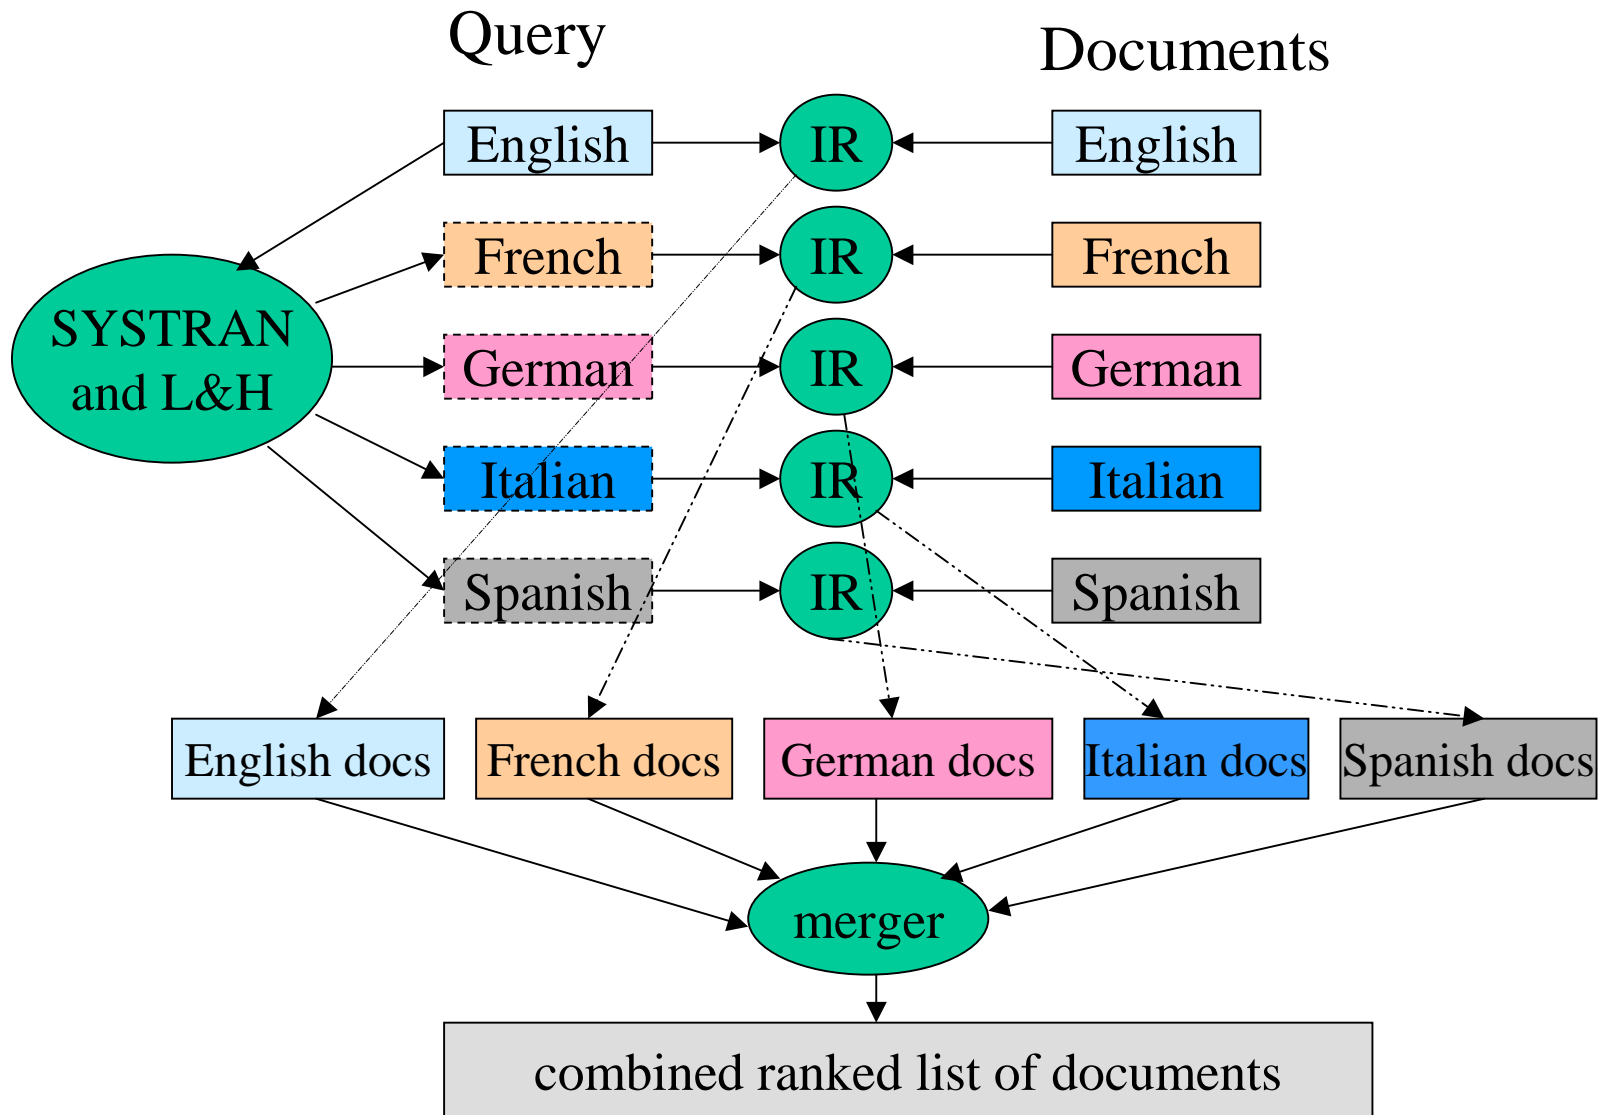 Query
Documents
English
IR
English
French
IR
French
SYSTRAN
and L&H
German
IR
German
Italian
IR
Italian
Spanish
IR
Spanish
English docs
French docs
German docs
Italian docs
Spanish docs
merger
combined ranked list of documents